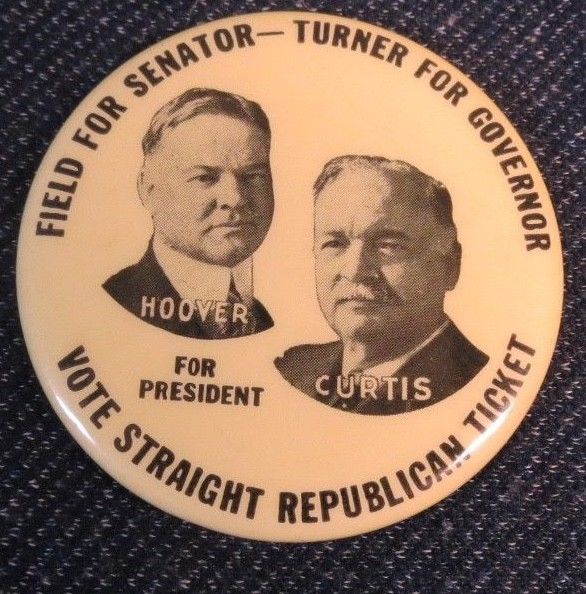 FIELD FOR SENATOR — TURNER FOR GOVERNOR
HOOVER
FOR
PRESIDENT
CURTIS
VOTE STRAIGHT REPUBLICAN TICKET